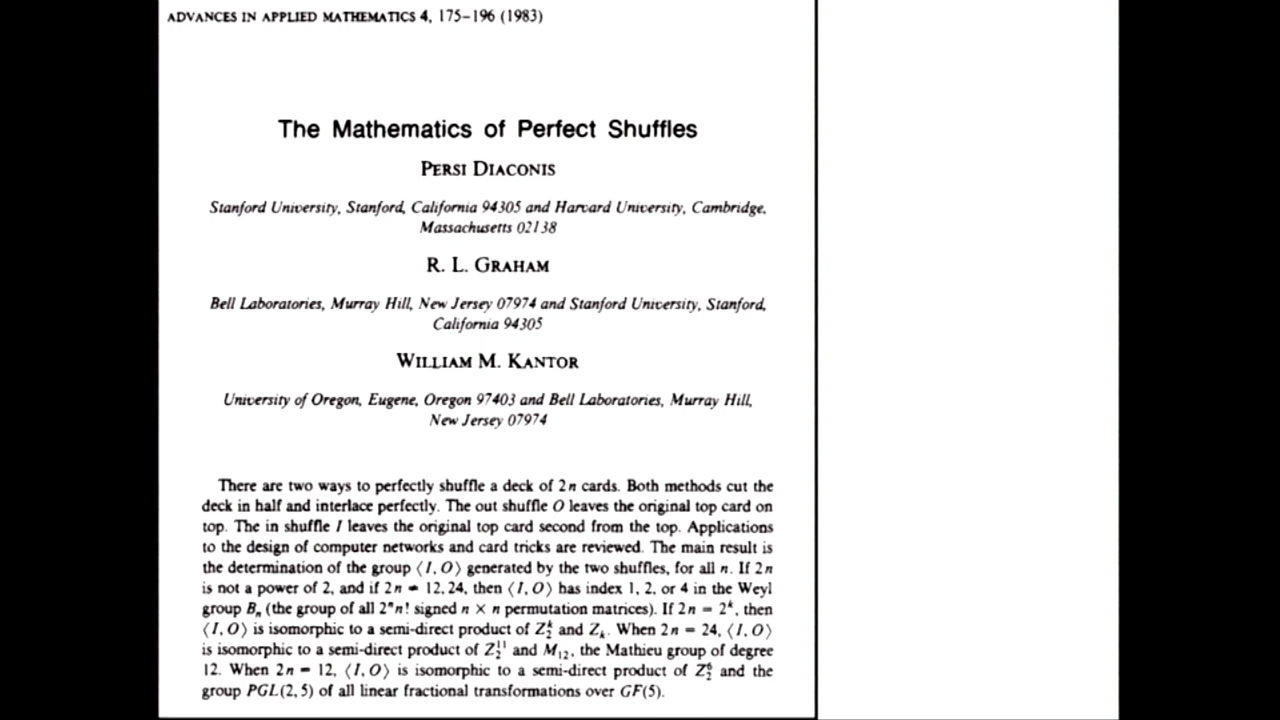 ADVANCES IN APPLIED MATHEMATICS 4, 175–196 (1983)
The Mathematics of Perfect Shuffles
PERSI DIACONIS
Stanford University, Stanford, California 94305 and Harvard University, Cambridge,
Massachusetts 02138
R. L. GRAHAM
Bell Laboratories, Murray Hill, New Jersey 07974 and Stanford University, Stanford,
California 94305
WILLIAM M. KANTOR
University of Oregon, Eugene, Oregon 97403 and Bell Laboratories, Murray Hill,
New Jersey 07974
There are two ways to perfectly shuffle a deck of 2n cards. Both methods cut the
deck in half and interlace perfectly. The out shuffle O leaves the original top card on
top. The in shuffle I leaves the original top card second from the top. Applications
to the design of computer networks and card tricks are reviewed. The main result is
the determination of the group ⟨I, O⟩ generated by the two shuffles, for all n. If 2n
is not a power of 2, and if 2n ≠ 12, 24, then ⟨I, O⟩ has index 1, 2, or 4 in the Weyl
group Bₙ (the group of all 2ⁿn! signed n × n permutation matrices). If 2n = 2ᵏ, then
⟨I, O⟩ is isomorphic to a semi-direct product of Z₂ᵏ and Zₖ. When 2n = 24, ⟨I, O⟩
is isomorphic to a semi-direct product of Z₂¹¹ and M₁₂, the Mathieu group of degree
12. When 2n = 12, ⟨I, O⟩ is isomorphic to a semi-direct product of Z₂⁶ and the
group PGL(2, 5) of all linear fractional transformations over GF(5).